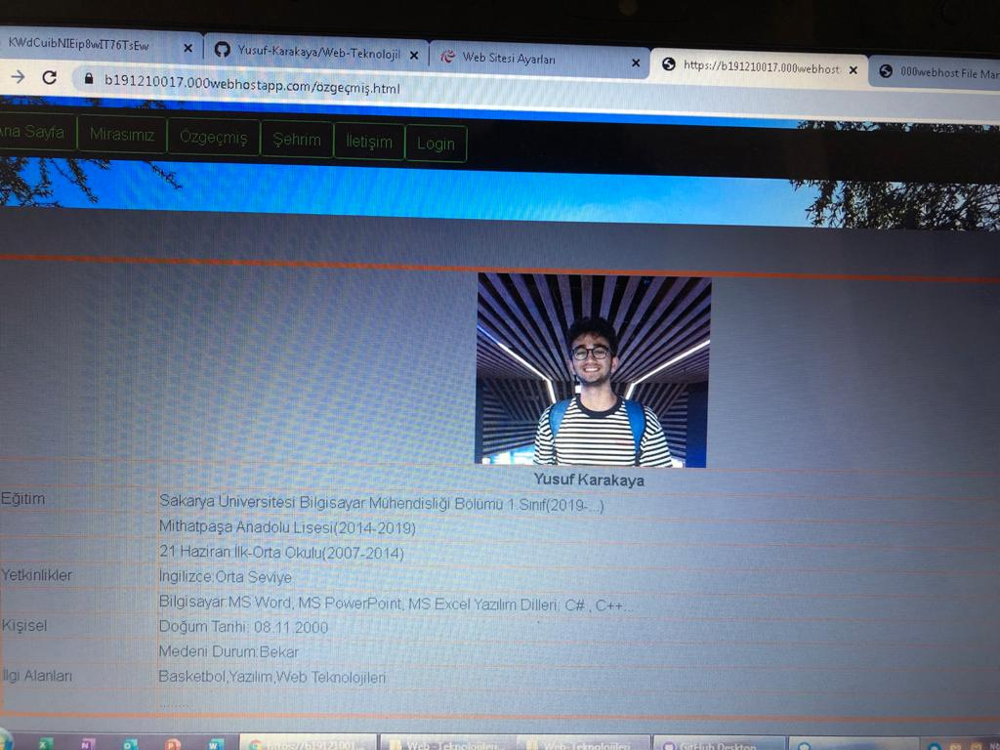 KWdCuibNIEip8wIT76TsEw
Yusuf-Karakaya/Web-Teknolojil
Web Sitesi Ayarları
https://b191210017.000webhost
000webhost File Mar
b191210017.000webhostapp.com/özgeçmiş.html
Ana Sayfa
Mirasımız
Özgeçmiş
Şehrim
İletişim
Login
Yusuf Karakaya
Eğitim
Sakarya Üniversitesi Bilgisayar Mühendisliği Bölümü 1.Sınıf(2019-...)
Mithatpaşa Anadolu Lisesi(2014-2019)
21 Haziran İlk-Orta Okulu(2007-2014)
Yetkinlikler
İngilizce:Orta Seviye
Bilgisayar:MS Word, MS PowerPoint, MS Excel Yazılım Dilleri: C# , C++...
Kişisel
Doğum Tarihi: 08.11.2000
Medeni Durum:Bekar
İlgi Alanları
Basketbol,Yazılım,Web Teknolojileri
........
Web -Teknolojileri...
Web-Teknolojileri
GitHub Desktop